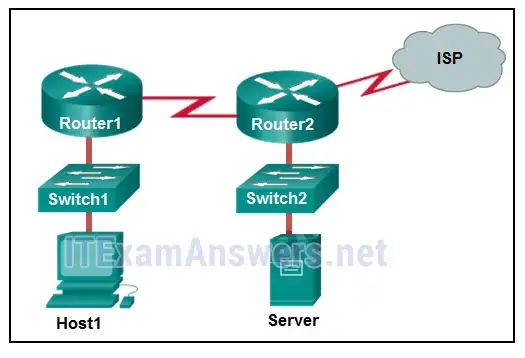 ISP
Router1
Router2
Switch1
Switch2
ITExamAnswers.net
Host1
Server